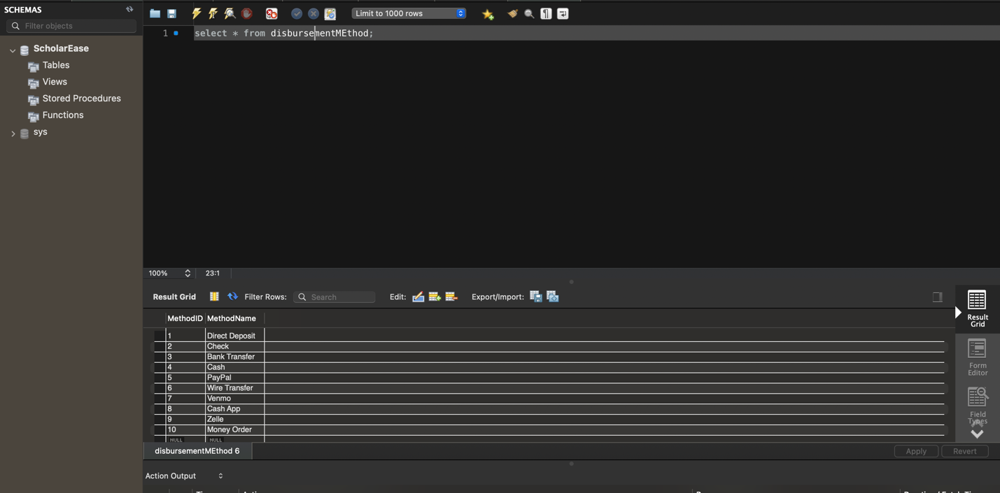 SCHEMAS
Filter objects
ScholarEase
Tables
Views
Stored Procedures
Functions
sys
Limit to 1000 rows
1 select * from disbursementMEthod;
100% 23:1
Result Grid Filter Rows: Search Edit: Export/Import:
MethodID MethodName
1 Direct Deposit
2 Check
3 Bank Transfer
4 Cash
5 PayPal
6 Wire Transfer
7 Venmo
8 Cash App
9 Zelle
10 Money Order
NULL NULL
Result
Grid
Form
Editor
Field
Types
disbursementMEthod 6 Apply Revert
Action Output